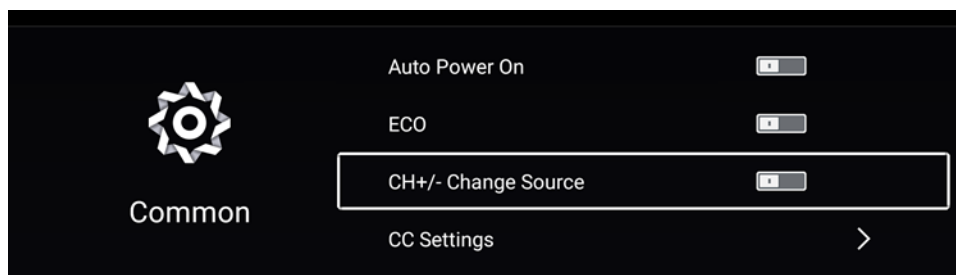 Auto Power On
ECO
CH+/- Change Source
Common
CC Settings